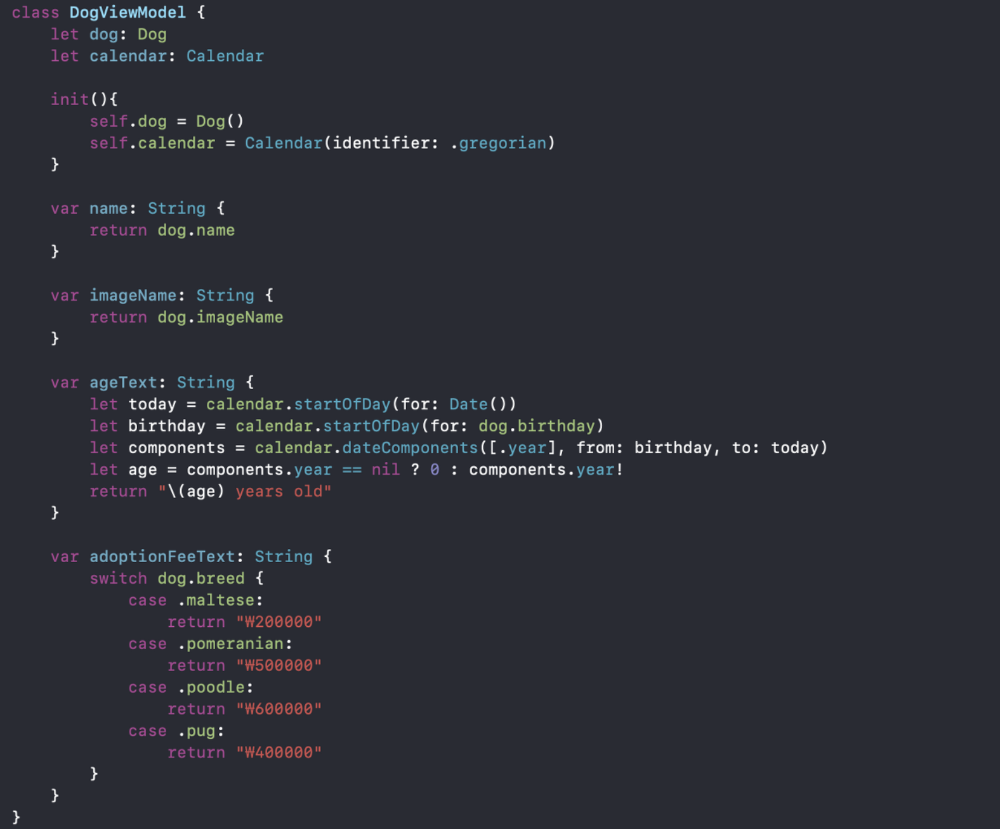 class DogViewModel {
    let dog: Dog
    let calendar: Calendar

    init(){
        self.dog = Dog()
        self.calendar = Calendar(identifier: .gregorian)
    }

    var name: String {
        return dog.name
    }

    var imageName: String {
        return dog.imageName
    }

    var ageText: String {
        let today = calendar.startOfDay(for: Date())
        let birthday = calendar.startOfDay(for: dog.birthday)
        let components = calendar.dateComponents([.year], from: birthday, to: today)
        let age = components.year == nil ? 0 : components.year!
        return "\(age) years old"
    }

    var adoptionFeeText: String {
        switch dog.breed {
            case .maltese:
                return "₩200000"
            case .pomeranian:
                return "₩500000"
            case .poodle:
                return "₩600000"
            case .pug:
                return "₩400000"
        }
    }
}